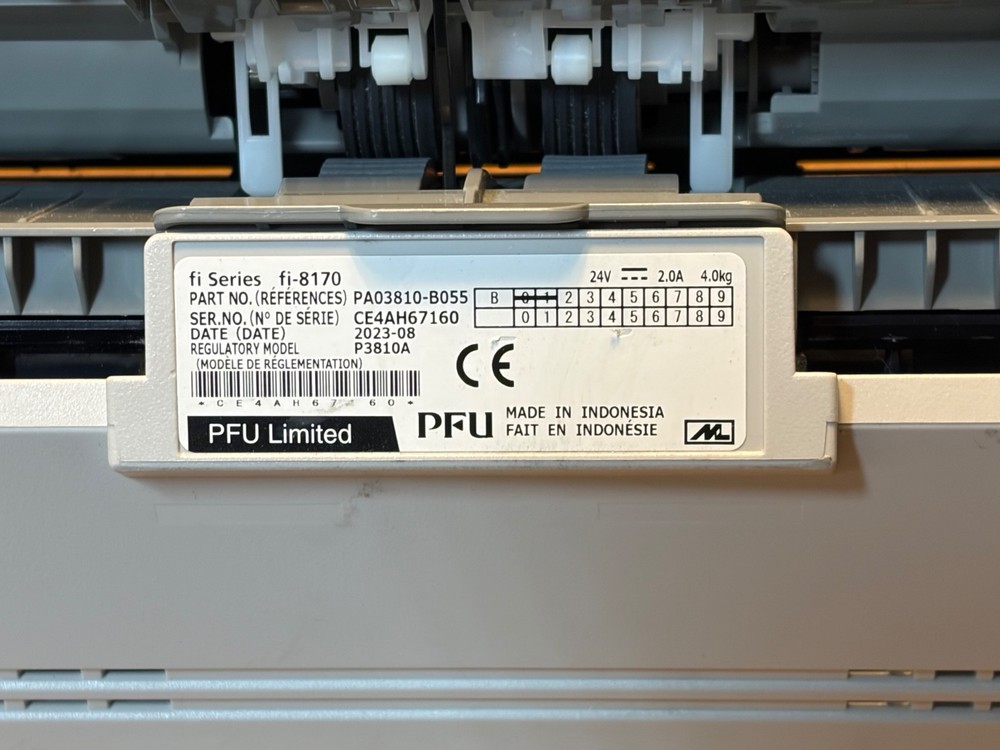 fi Series fi-8170
24V 2.0A 4.0kg
PART NO.(RÉFÉRENCES) PA03810-B055
B 0 1 2 3 4 5 6 7 8 9
SER.NO.(Nº DE SÉRIE) CE4AH67160
0 1 2 3 4 5 6 7 8 9
DATE (DATE) 2023-08
REGULATORY MODEL P3810A
(MODÈLE DE RÉGLEMENTATION)
CE
*CE4AH67 60*
PFU Limited
PFU
MADE IN INDONESIA
FAIT EN INDONÉSIE